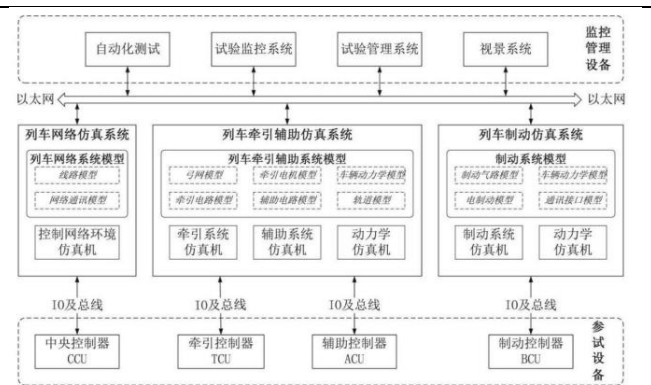 监控
管理
设备
自动化测试
试验监控系统
试验管理系统
视景系统
以太网
以太网
列车网络仿真系统
列车网络系统模型
线路模型
网络通讯模型
控制网络环境
仿真机
列车牵引辅助仿真系统
列车牵引辅助系统模型
弓网模型
牵引电机模型
车辆动力学模型
牵引电路模型
辅助电路模型
轨道模型
牵引系统
仿真机
辅助系统
仿真机
动力学
仿真机
列车制动仿真系统
制动系统模型
制动气路模型
车辆动力学模型
电制动模型
通讯接口模型
制动系统
仿真机
动力学
仿真机
IO及总线
IO及总线
IO及总线
IO及总线
中央控制器
CCU
牵引控制器
TCU
辅助控制器
ACU
制动控制器
BCU
参
试
设
备